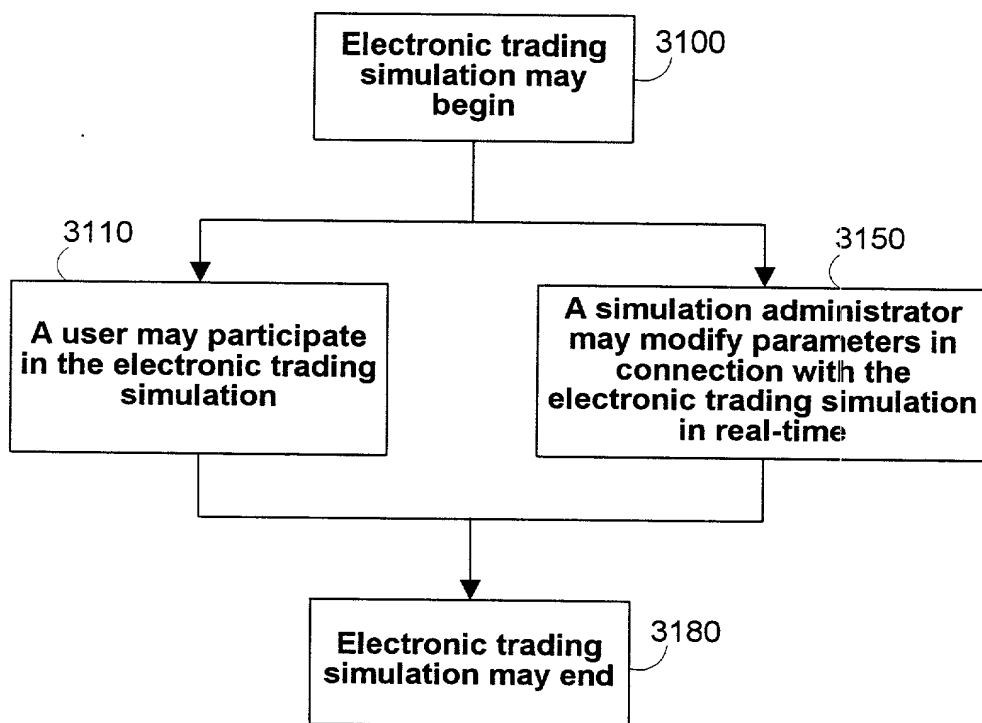 Electronic trading
simulation may
begin
3100
3110
A user may participate
in the electronic trading
simulation
3150
A simulation administrator
may modify parameters in
connection with the
electronic trading simulation
in real-time
Electronic trading
simulation may end
3180